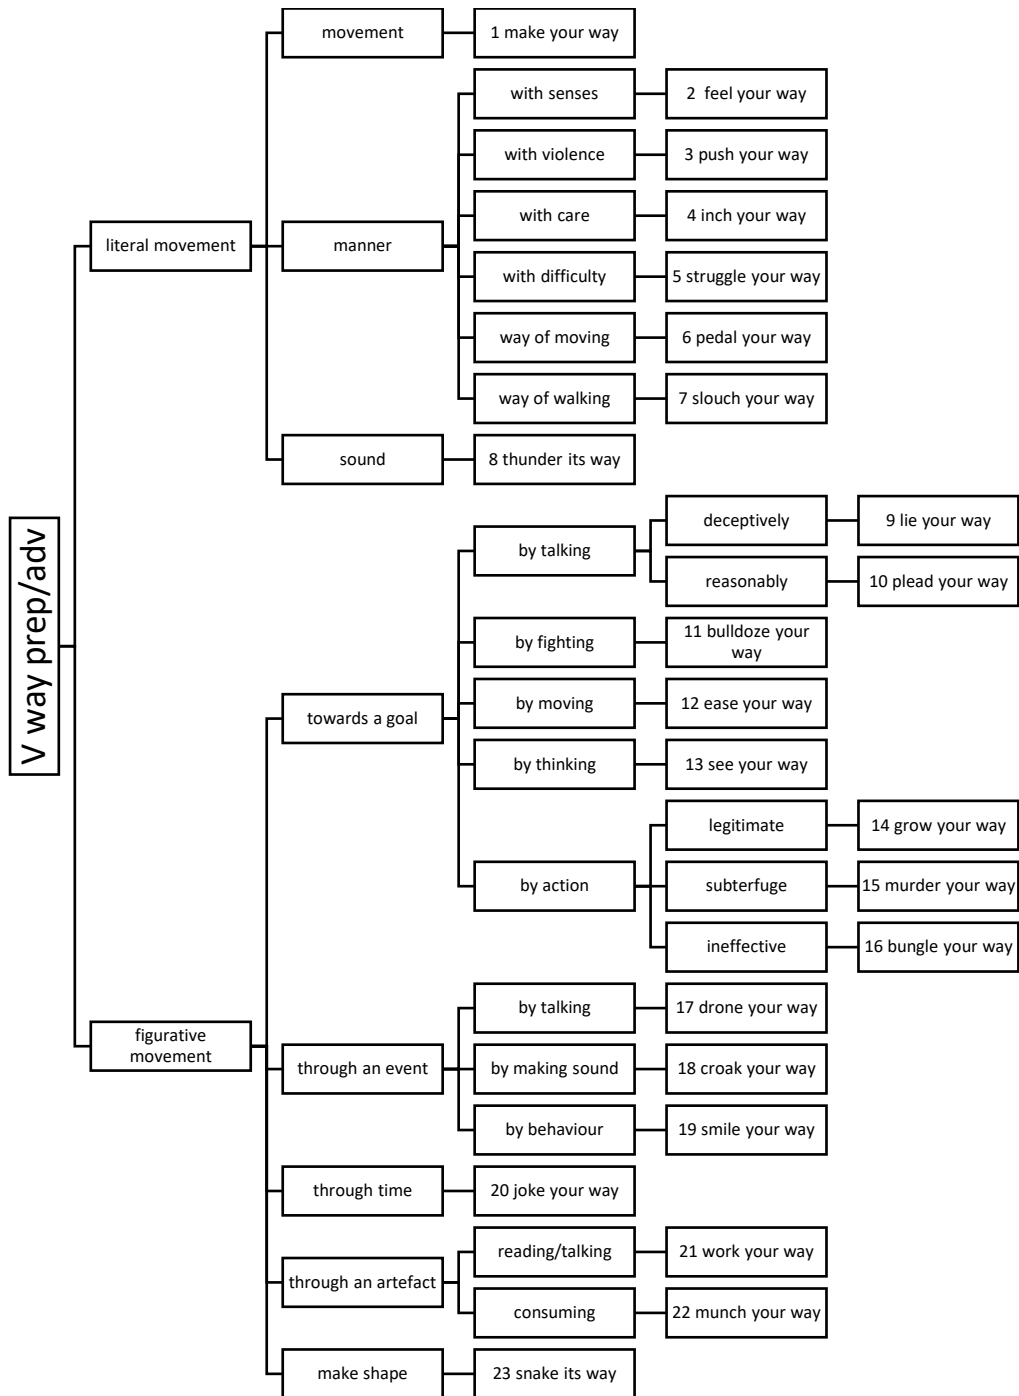 movement
1 make your way
with senses
2 feel your way
with violence
3 push your way
with care
4 inch your way
literal movement
manner
with difficulty
5 struggle your way
way of moving
6 pedal your way
way of walking
7 slouch your way
sound
8 thunder its way
V way prep/adv
deceptively
9 lie your way
by talking
reasonably
10 plead your way
by fighting
11 bulldoze your
way
towards a goal
by moving
12 ease your way
by thinking
13 see your way
legitimate
14 grow your way
by action
subterfuge
15 murder your way
ineffective
16 bungle your way
figurative
movement
by talking
17 drone your way
through an event
by making sound
18 croak your way
by behaviour
19 smile your way
through time
20 joke your way
reading/talking
21 work your way
through an artefact
consuming
22 munch your way
make shape
23 snake its way